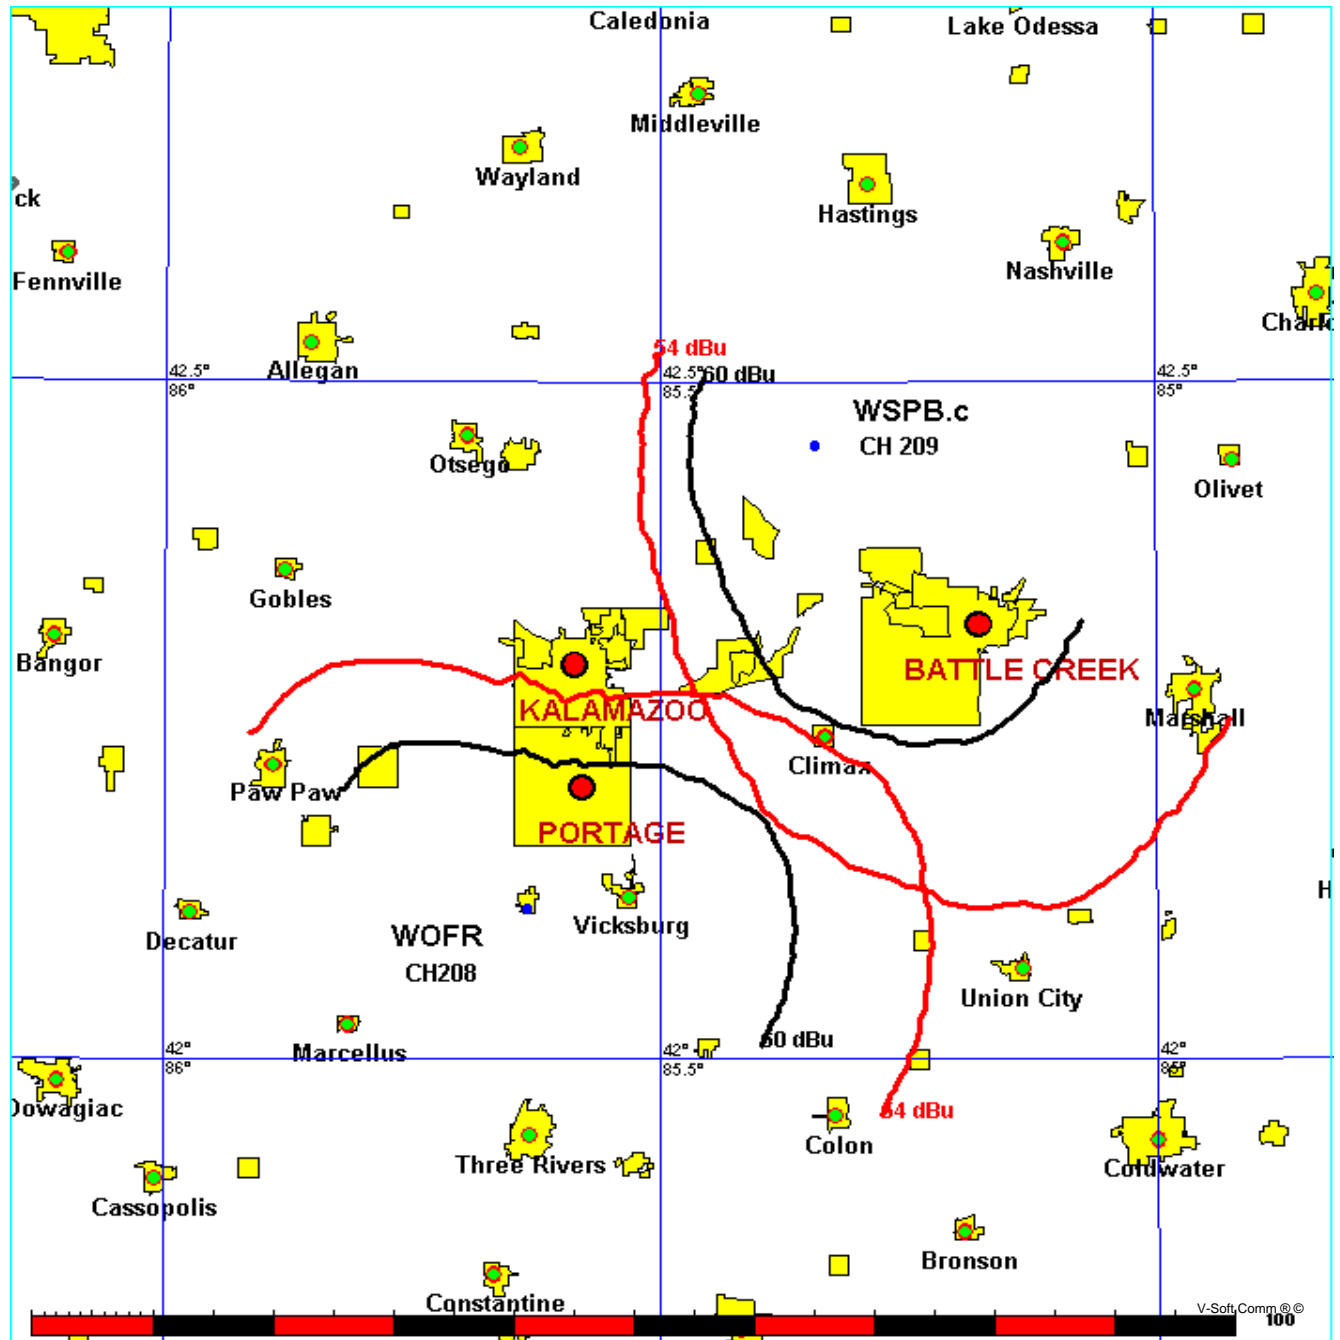 Caledonia
Lake Odessa
Middleville
Wayland
ck
Hastings
Nashville
Fennville
Allegan
54 dBu
42.5°
86°
42.5°
85.5°
60 dBu
42.5°
85°
WSPB.c
CH 209
Otsego
Olivet
Gobles
Bangor
BATTLE CREEK
KALAMAZOO
Marshall
Climax
Paw Paw
PORTAGE
H
Vicksburg
WOFR
Decatur
CH208
Union City
Marcellus
60 dBu
42°
86°
42°
85.5°
42°
85°
Dowagiac
54 dBu
Colon
Three Rivers
Coldwater
Cassopolis
Bronson
Constantine
V-Soft Comm ® ©
100